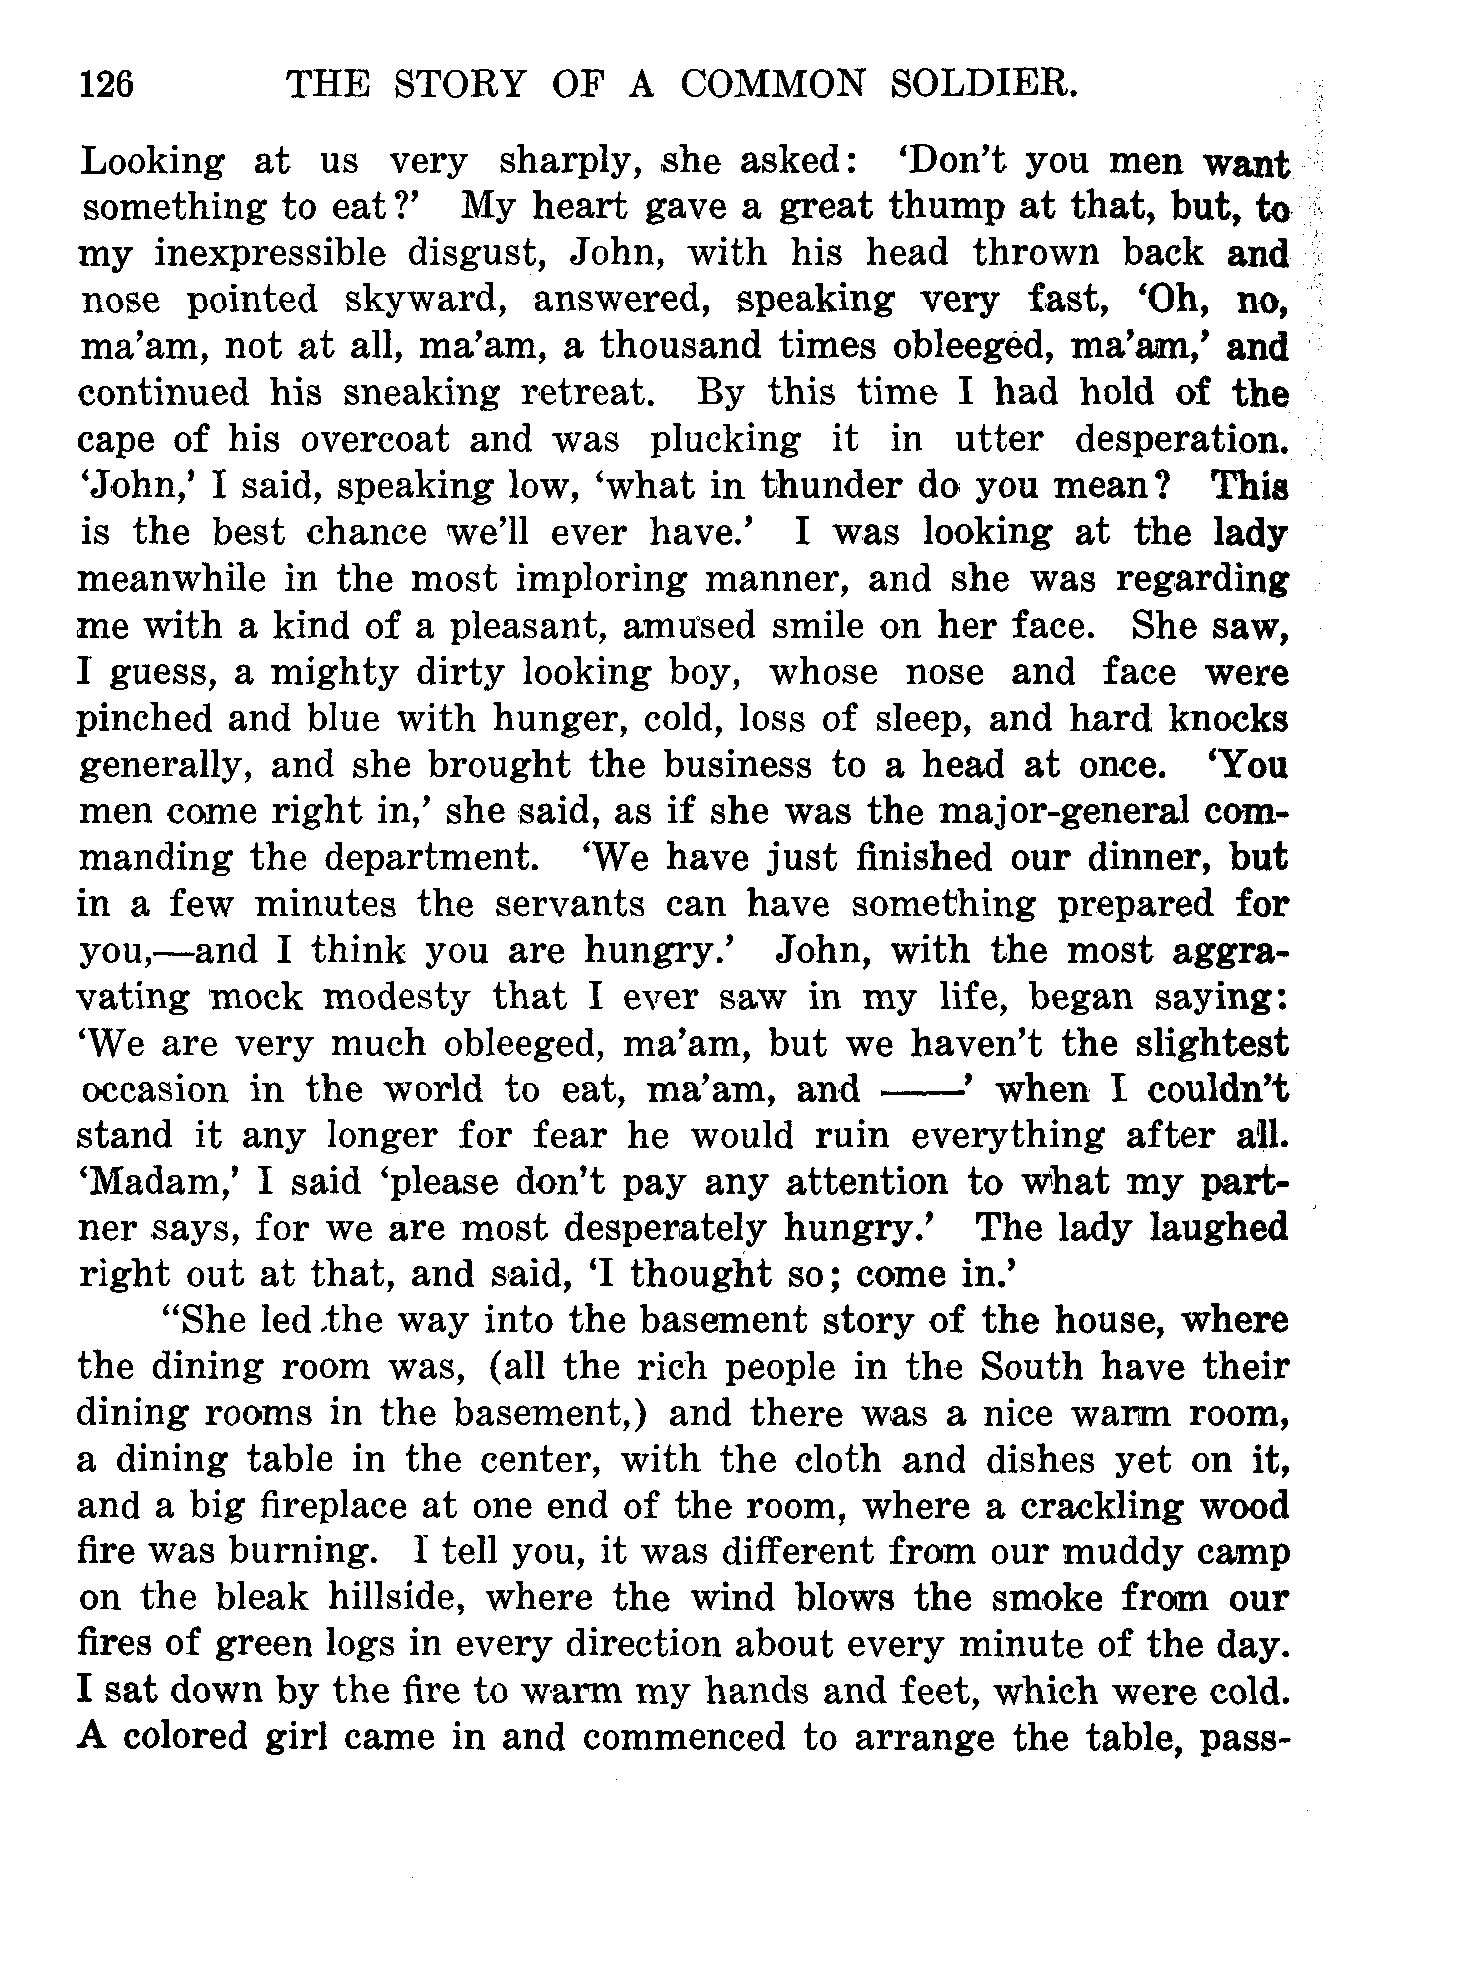 126 THE STORY OF A COMMON SOLDIER.
Looking at us very sharply, she asked: ‘Don’t you men want
something to eat?’ My heart gave a great thump at that, but, to
my inexpressible disgust, John, with his head thrown back and
nose pointed skyward, answered, speaking very fast, ‘Oh, no,
ma’am, not at all, ma’am, a thousand times obleeged, ma’am,’ and
continued his sneaking retreat. By this time I had hold of the
cape of his overcoat and was plucking it in utter desperation.
‘John,’ I said, speaking low, ‘what in thunder do you mean? This
is the best chance we’ll ever have.’ I was looking at the lady
meanwhile in the most imploring manner, and she was regarding
me with a kind of a pleasant, amused smile on her face. She saw,
I guess, a mighty dirty looking boy, whose nose and face were
pinched and blue with hunger, cold, loss of sleep, and hard knocks
generally, and she brought the business to a head at once. ‘You
men come right in,’ she said, as if she was the major-general com-
manding the department. ‘We have just finished our dinner, but
in a few minutes the servants can have something prepared for
you,—and I think you are hungry.’ John, with the most aggra-
vating mock modesty that I ever saw in my life, began saying:
‘We are very much obleeged, ma’am, but we haven’t the slightest
occasion in the world to eat, ma’am, and ——’ when I couldn’t
stand it any longer for fear he would ruin everything after all.
‘Madam,’ I said ‘please don’t pay any attention to what my part-
ner says, for we are most desperately hungry.’ The lady laughed
right out at that, and said, ‘I thought so; come in.’
“She led the way into the basement story of the house, where
the dining room was, (all the rich people in the South have their
dining rooms in the basement,) and there was a nice warm room,
a dining table in the center, with the cloth and dishes yet on it,
and a big fireplace at one end of the room, where a crackling wood
fire was burning. I tell you, it was different from our muddy camp
on the bleak hillside, where the wind blows the smoke from our
fires of green logs in every direction about every minute of the day.
I sat down by the fire to warm my hands and feet, which were cold.
A colored girl came in and commenced to arrange the table, pass-